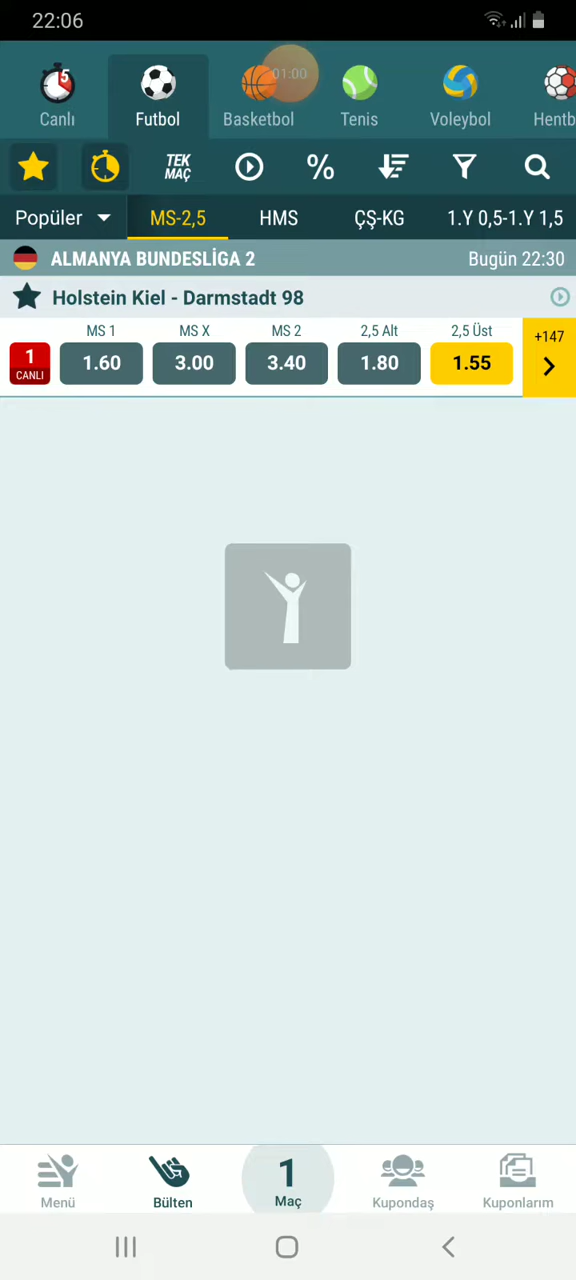 22:06
5
01:00
Canlı
Futbol
Basketbol
Tenis
Voleybol
Hentb
TEK MAÇ
%
Popüler
MS-2,5
HMS
ÇŞ-KG
1.Y 0,5-1.Y 1,5
ALMANYA BUNDESLİGA 2
Bugün 22:30
Holstein Kiel - Darmstadt 98
MS 1
MS X
MS 2
2,5 Alt
2,5 Üst
+147
1 CANLI
1.60
3.00
3.40
1.80
1.55
1
Menü
Bülten
Maç
Kupondaş
Kuponlarım